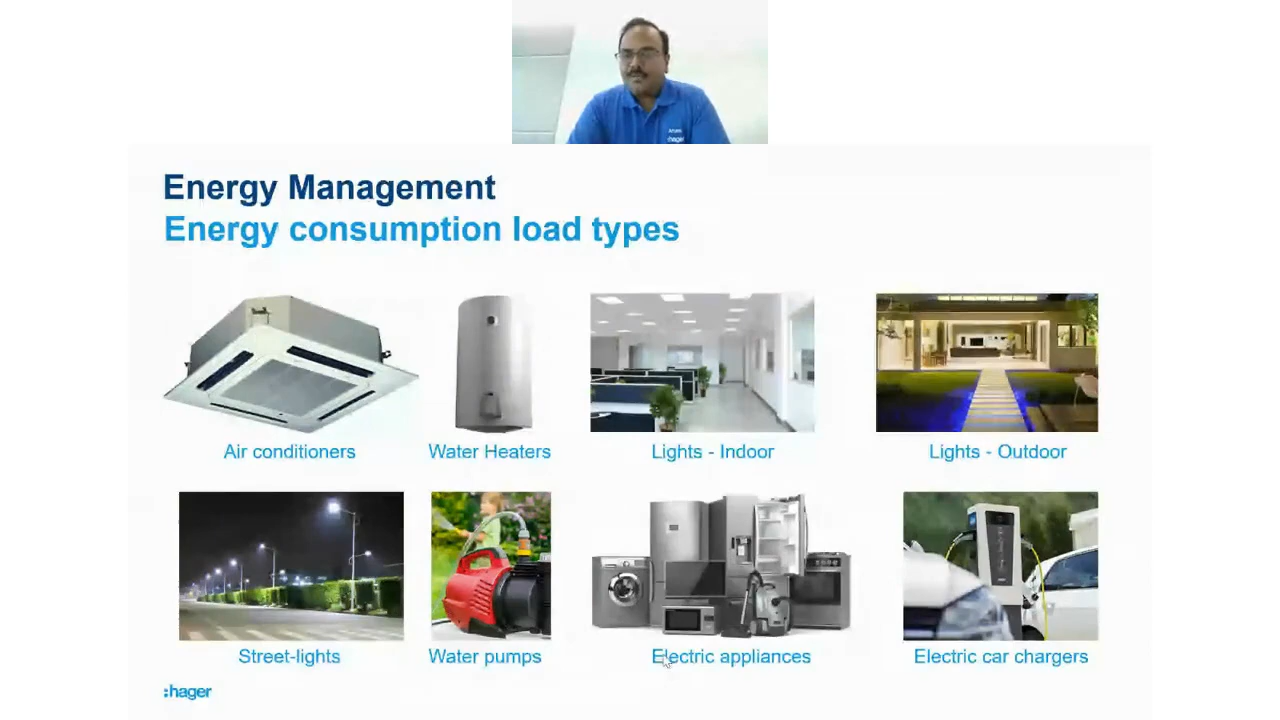 :hager
Energy Management
Energy consumption load types
Air conditioners
Water Heaters
Lights - Indoor
Lights - Outdoor
Street-lights
Water pumps
Electric appliances
Electric car chargers
:hager